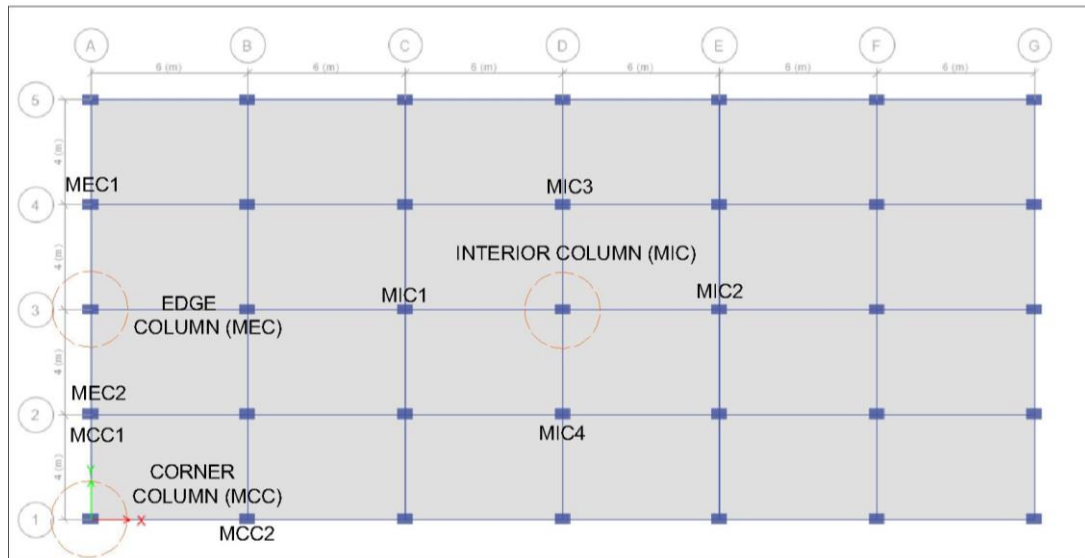 A B C D E F G
6 (m) 6 (m) 6 (m) 6 (m) 6 (m) 6 (m)
5
4 (m)
MEC1
MIC3
4
4 (m)
INTERIOR COLUMN (MIC)
MIC1
MIC2
3
EDGE
COLUMN (MEC)
4 (m)
MEC2
2
MCC1
MIC4
4 (m)
Y
CORNER
COLUMN (MCC)
1
X
MCC2